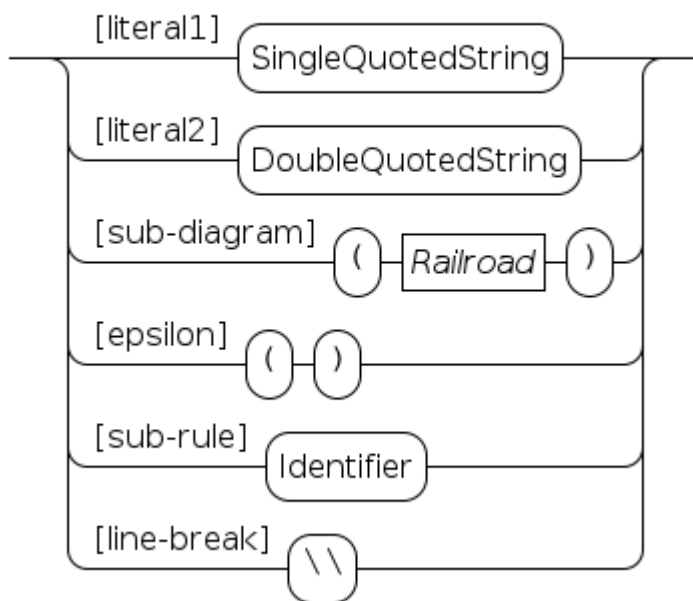 [literal1] SingleQuotedString
[literal2] DoubleQuotedString
[sub-diagram] ( Railroad )
[epsilon] ( )
[sub-rule] Identifier
[line-break] \\